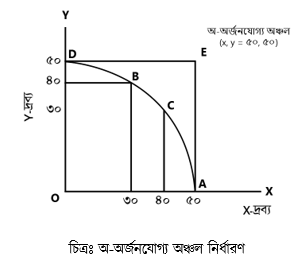 Y
অ-অর্জনযোগ্য অঞ্চল
(x, y = ৫০, ৫০)
৫০ D E
৪০ B
৩০ C
Y-দ্রব্য
A
O ৩০ ৪০ ৫০ X
X-দ্রব্য
চিত্রঃ অ-অর্জনযোগ্য অঞ্চল নির্ধারণ